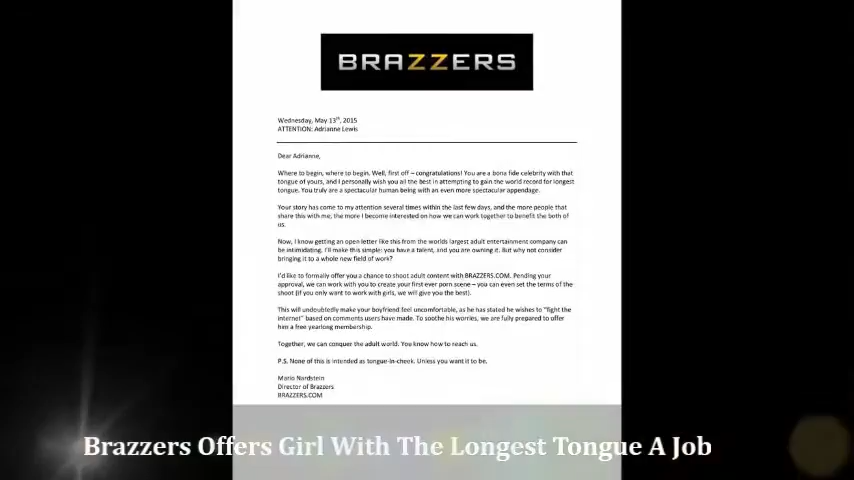 BRAZZERS
Wednesday, May 13th, 2015
ATTENTION: Adrianne Lewis
Dear Adrianne,
Where to begin, where to begin. Well, first off – congratulations! You are a bona fide celebrity with that
tongue of yours, and I personally wish you all the best in attempting to gain the world record for longest
tongue. You truly are a spectacular human being with an even more spectacular appendage.
Your story has come to my attention several times within the last few days, and the more people that
share this with me, the more I become interested on how we can work together to benefit the both of
us.
Now, I know getting an open letter like this from the worlds largest adult entertainment company can
be intimidating. I'll make this simple: you have a talent, and you are owning it. But why not consider
bringing it to a whole new field of work?
I'd like to formally offer you a chance to shoot adult content with BRAZZERS.COM. Pending your
approval, we can work with you to create your first ever porn scene – you can even set the terms of the
shoot (if you only want to work with girls, we will give you the best).
This will undoubtedly make your boyfriend feel uncomfortable, as he has stated he wishes to "fight the
internet" based on comments users have made. To soothe his worries, we are fully prepared to offer
him a free yearlong membership.
Together, we can conquer the adult world. You know how to reach us.
P.S. None of this is intended as tongue-in-cheek. Unless you want it to be.
Mario Nardstein
Director of Brazzers
BRAZZERS.COM
Brazzers Offers Girl With The Longest Tongue A Job